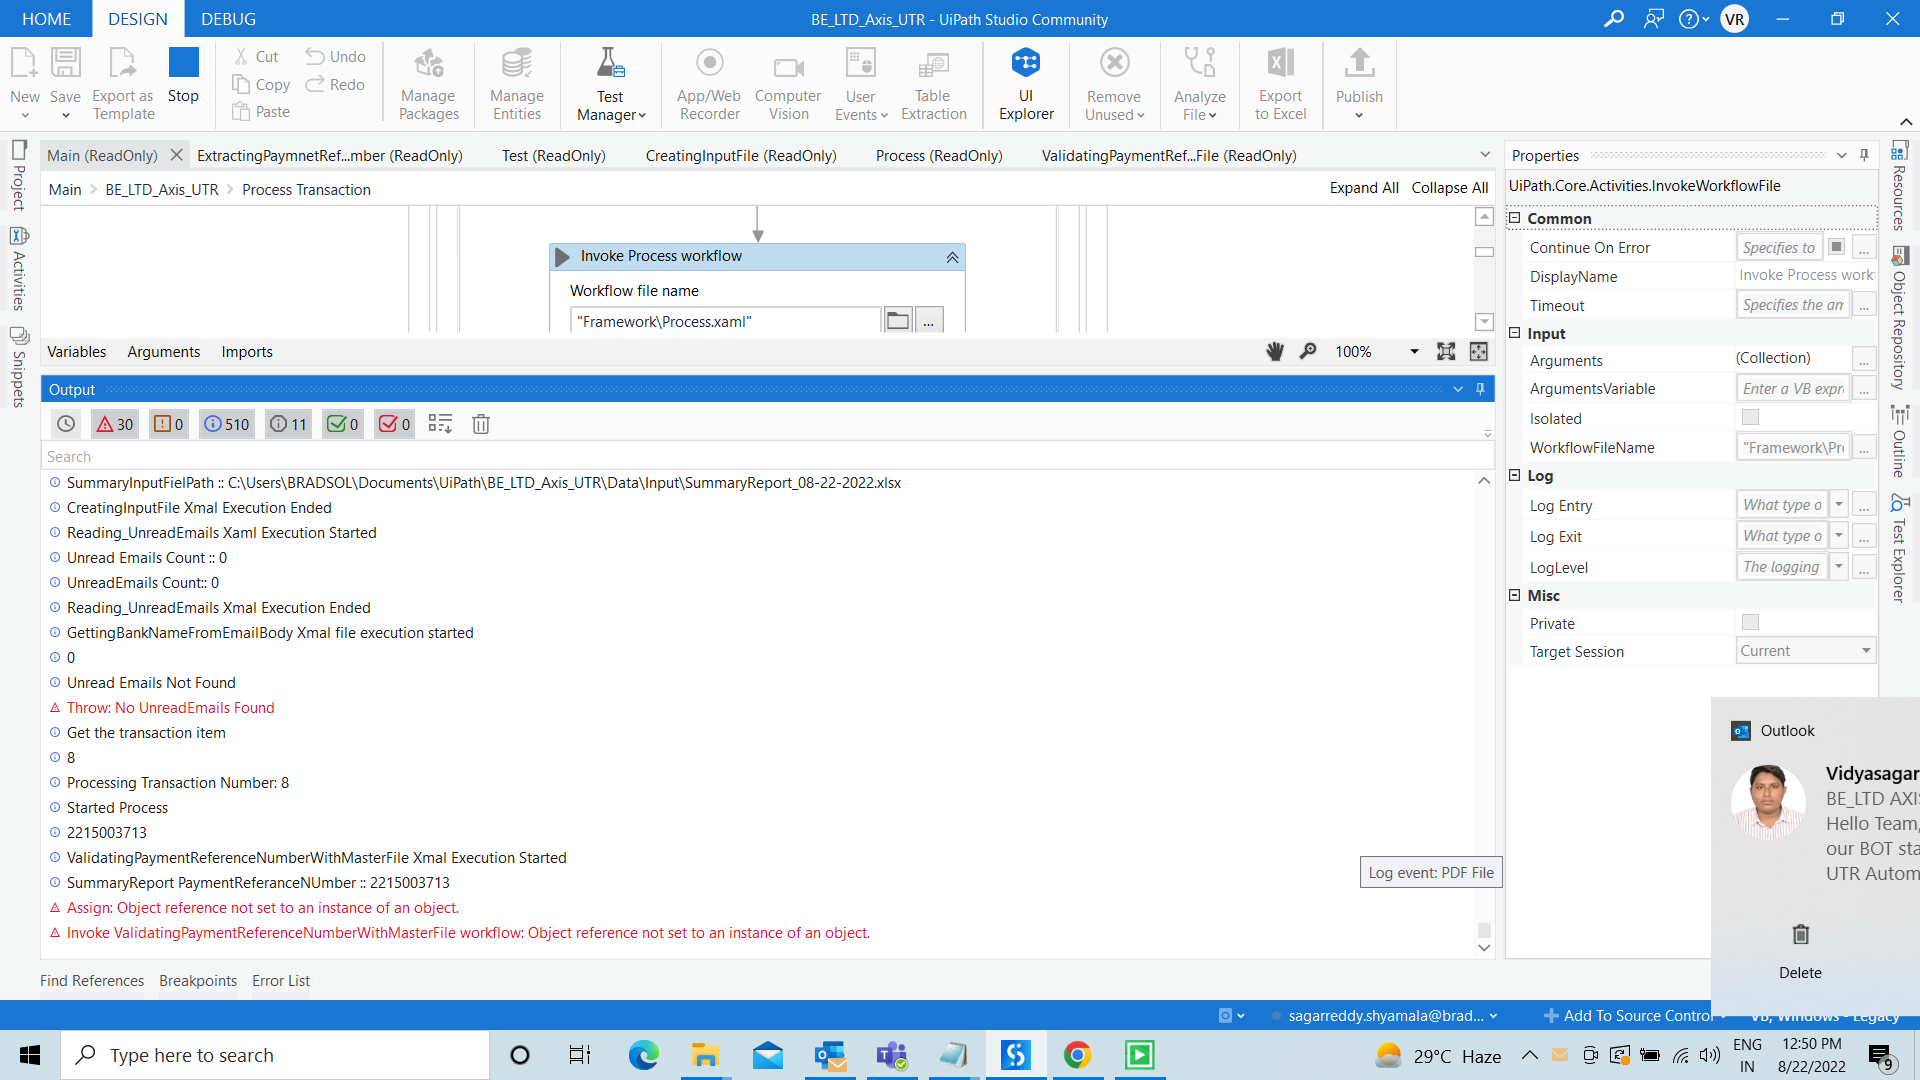 HOME DESIGN DEBUG
BE_LTD_Axis_UTR - UiPath Studio Community
VR
New
Save
Export as
Template
Stop
Cut
Copy
Paste
Undo
Redo
Manage
Packages
Manage
Entities
Test
Manager
App/Web
Recorder
Computer
Vision
User
Events
Table
Extraction
UI
Explorer
Remove
Unused
Analyze
File
Export
to Excel
Publish
Project
Activities
Snippets
Main (ReadOnly) ExtractingPaymnetRef...mber (ReadOnly) Test (ReadOnly) CreatingInputFile (ReadOnly) Process (ReadOnly) ValidatingPaymentRef...File (ReadOnly)
Main > BE_LTD_Axis_UTR > Process Transaction
Expand All Collapse All
Invoke Process workflow
Workflow file name
"Framework\Process.xaml"
...
Variables Arguments Imports
100%
Output
30 0 510 11 0 0
Search
SummaryInputFielPath :: C:\Users\BRADSOL\Documents\UiPath\BE_LTD_Axis_UTR\Data\Input\SummaryReport_08-22-2022.xlsx
CreatingInputFile Xmal Execution Ended
Reading_UnreadEmails Xaml Execution Started
Unread Emails Count :: 0
UnreadEmails Count:: 0
Reading_UnreadEmails Xmal Execution Ended
GettingBankNameFromEmailBody Xmal file execution started
0
Unread Emails Not Found
Throw: No UnreadEmails Found
Get the transaction item
8
Processing Transaction Number: 8
Started Process
2215003713
ValidatingPaymentReferenceNumberWithMasterFile Xmal Execution Started
SummaryReport PaymentReferanceNUmber :: 2215003713
Assign: Object reference not set to an instance of an object.
Invoke ValidatingPaymentReferenceNumberWithMasterFile workflow: Object reference not set to an instance of an object.
Log event: PDF File
Find References Breakpoints Error List
Properties
UiPath.Core.Activities.InvokeWorkflowFile
Common
Continue On Error Specifies to ...
DisplayName Invoke Process work
Timeout Specifies the am ...
Input
Arguments (Collection) ...
ArgumentsVariable Enter a VB expr ...
Isolated
WorkflowFileName "Framework\Pr ...
Log
Log Entry What type o ...
Log Exit What type o ...
LogLevel The logging ...
Misc
Private
Target Session Current
Resources
Object Repository
Outline
Test Explorer
Outlook
Vidyasagar
BE_LTD AXIS
Hello Team,
our BOT sta
UTR Autom
Delete
sagarreddy.shyamala@brad...
Add To Source Control
VB, Windows - Legacy
Type here to search
29°C Haze
ENG
IN
12:50 PM
8/22/2022
9